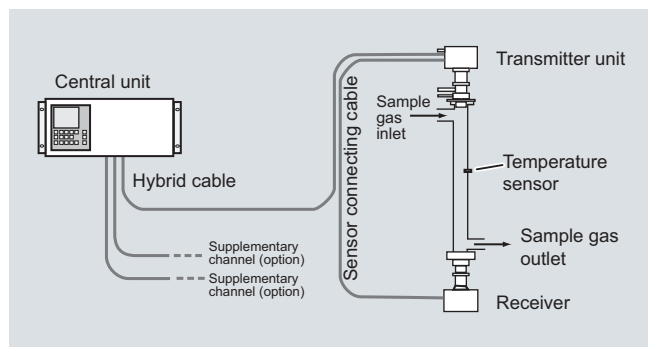 Central unit
Transmitter unit
Sample
gas
inlet
Sensor connecting cable
Temperature
sensor
Hybrid cable
Sample gas
outlet
Supplementary
channel (option)
Supplementary
channel (option)
Receiver